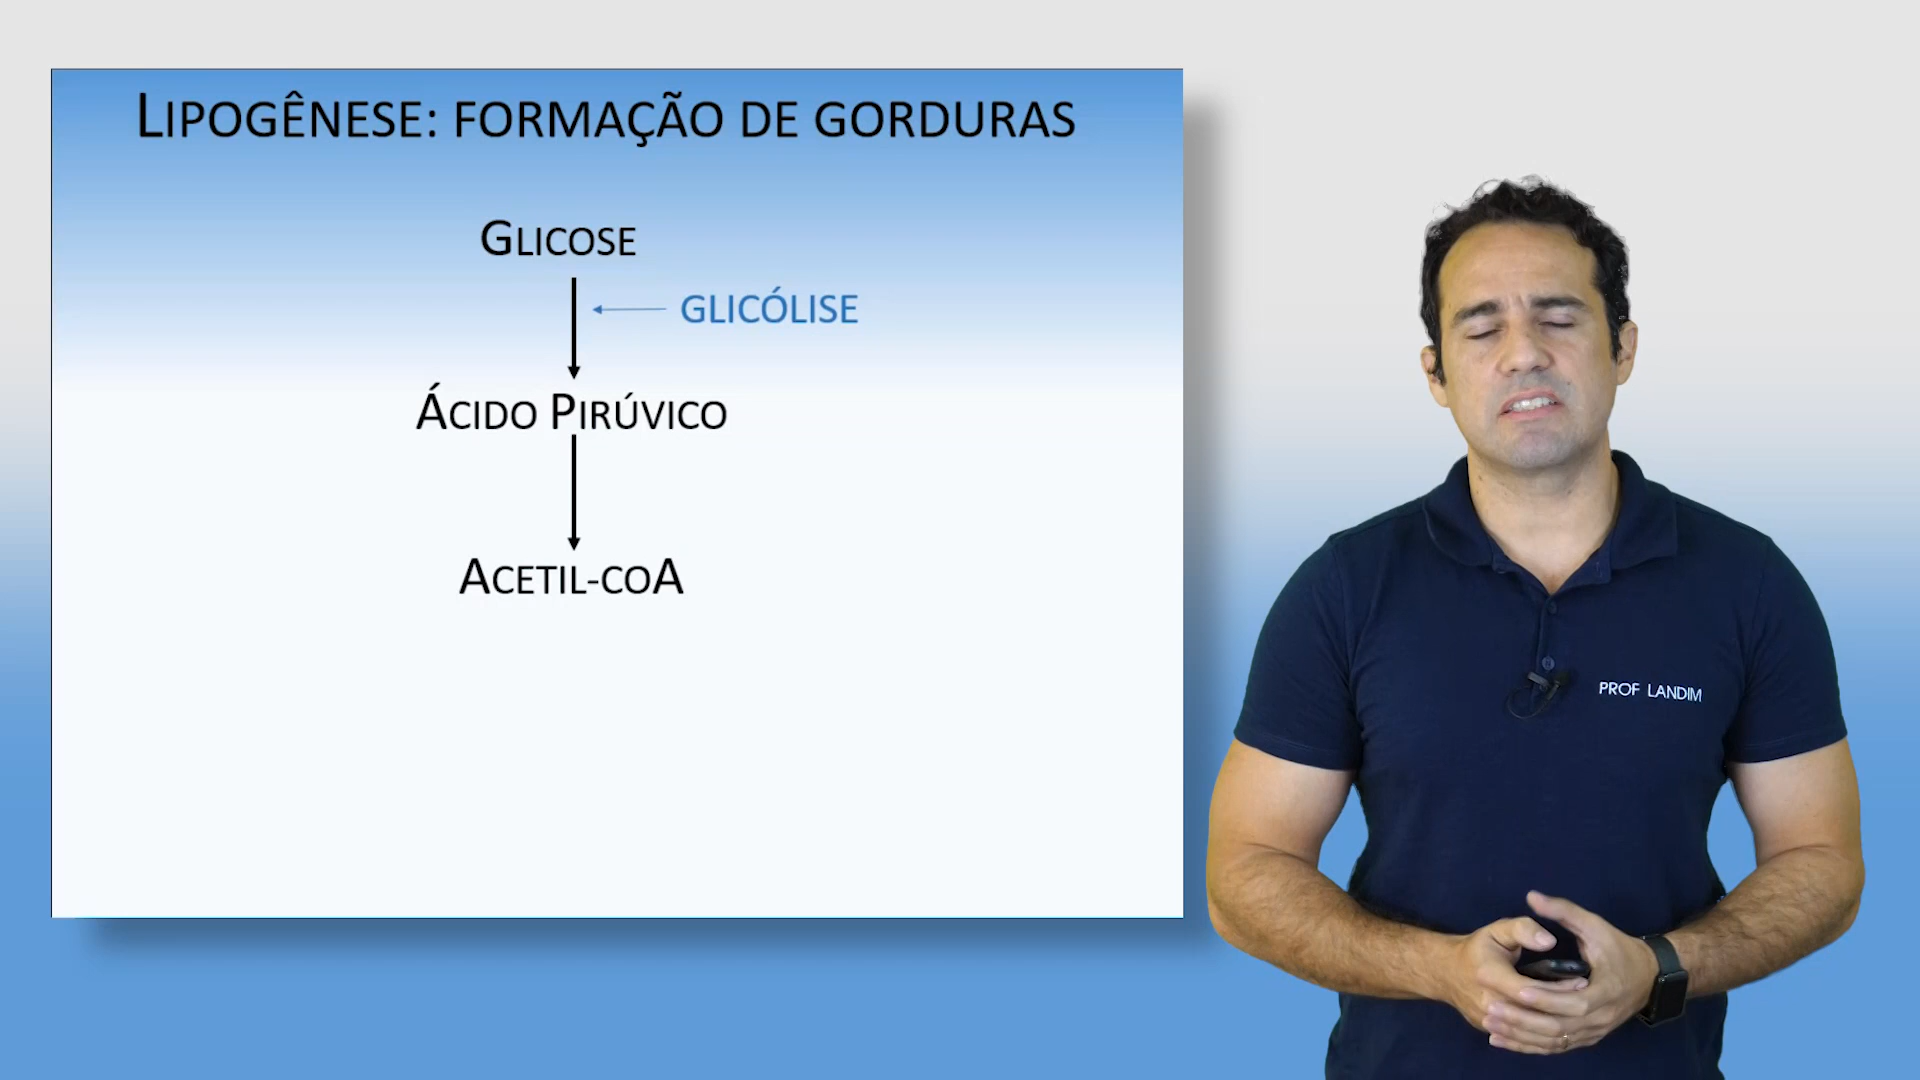 LIPOGÊNESE: FORMAÇÃO DE GORDURAS
GLICOSE
GLICÓLISE
ÁCIDO PIRÚVICO
ACETIL-COA
PROF LANDIM